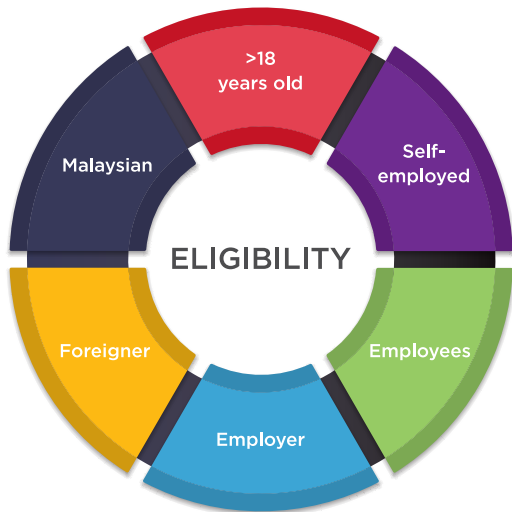 >18
years old
Self-
employed
Employees
Employer
Foreigner
Malaysian
ELIGIBILITY